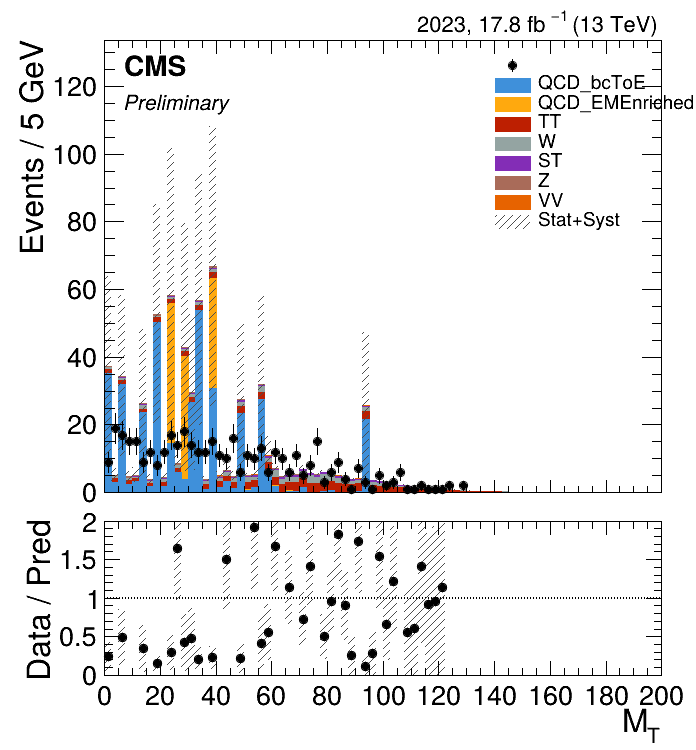 2023, 17.8 fb⁻¹ (13 TeV)
Events / 5 GeV
CMS
Preliminary
QCD_bcToE
QCD_EMEnriehed
TT
W
ST
Z
VV
Stat+Syst
120
100
80
60
40
20
0
Data / Pred
2
1.5
1
0.5
0
0 20 40 60 80 100 120 140 160 180 200
M_T